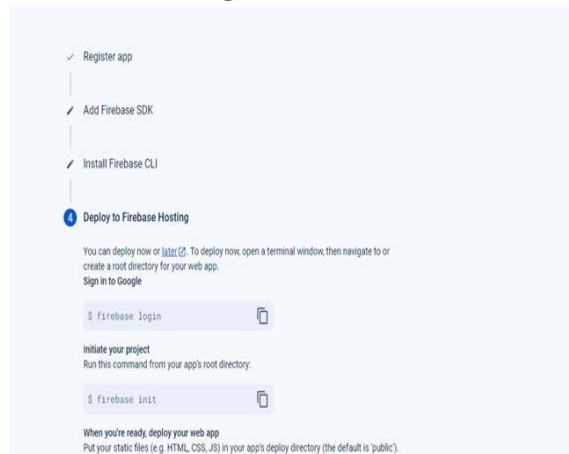 Register app
Add Firebase SDK
Install Firebase CLI
4 Deploy to Firebase Hosting
You can deploy now or later. To deploy now, open a terminal window, then navigate to or
create a root directory for your web app.
Sign in to Google
$ firebase login
Initiate your project
Run this command from your app's root directory:
$ firebase init
When you're ready, deploy your web app
Put your static files (e.g. HTML, CSS, JS) in your app's deploy directory (the default is 'public').